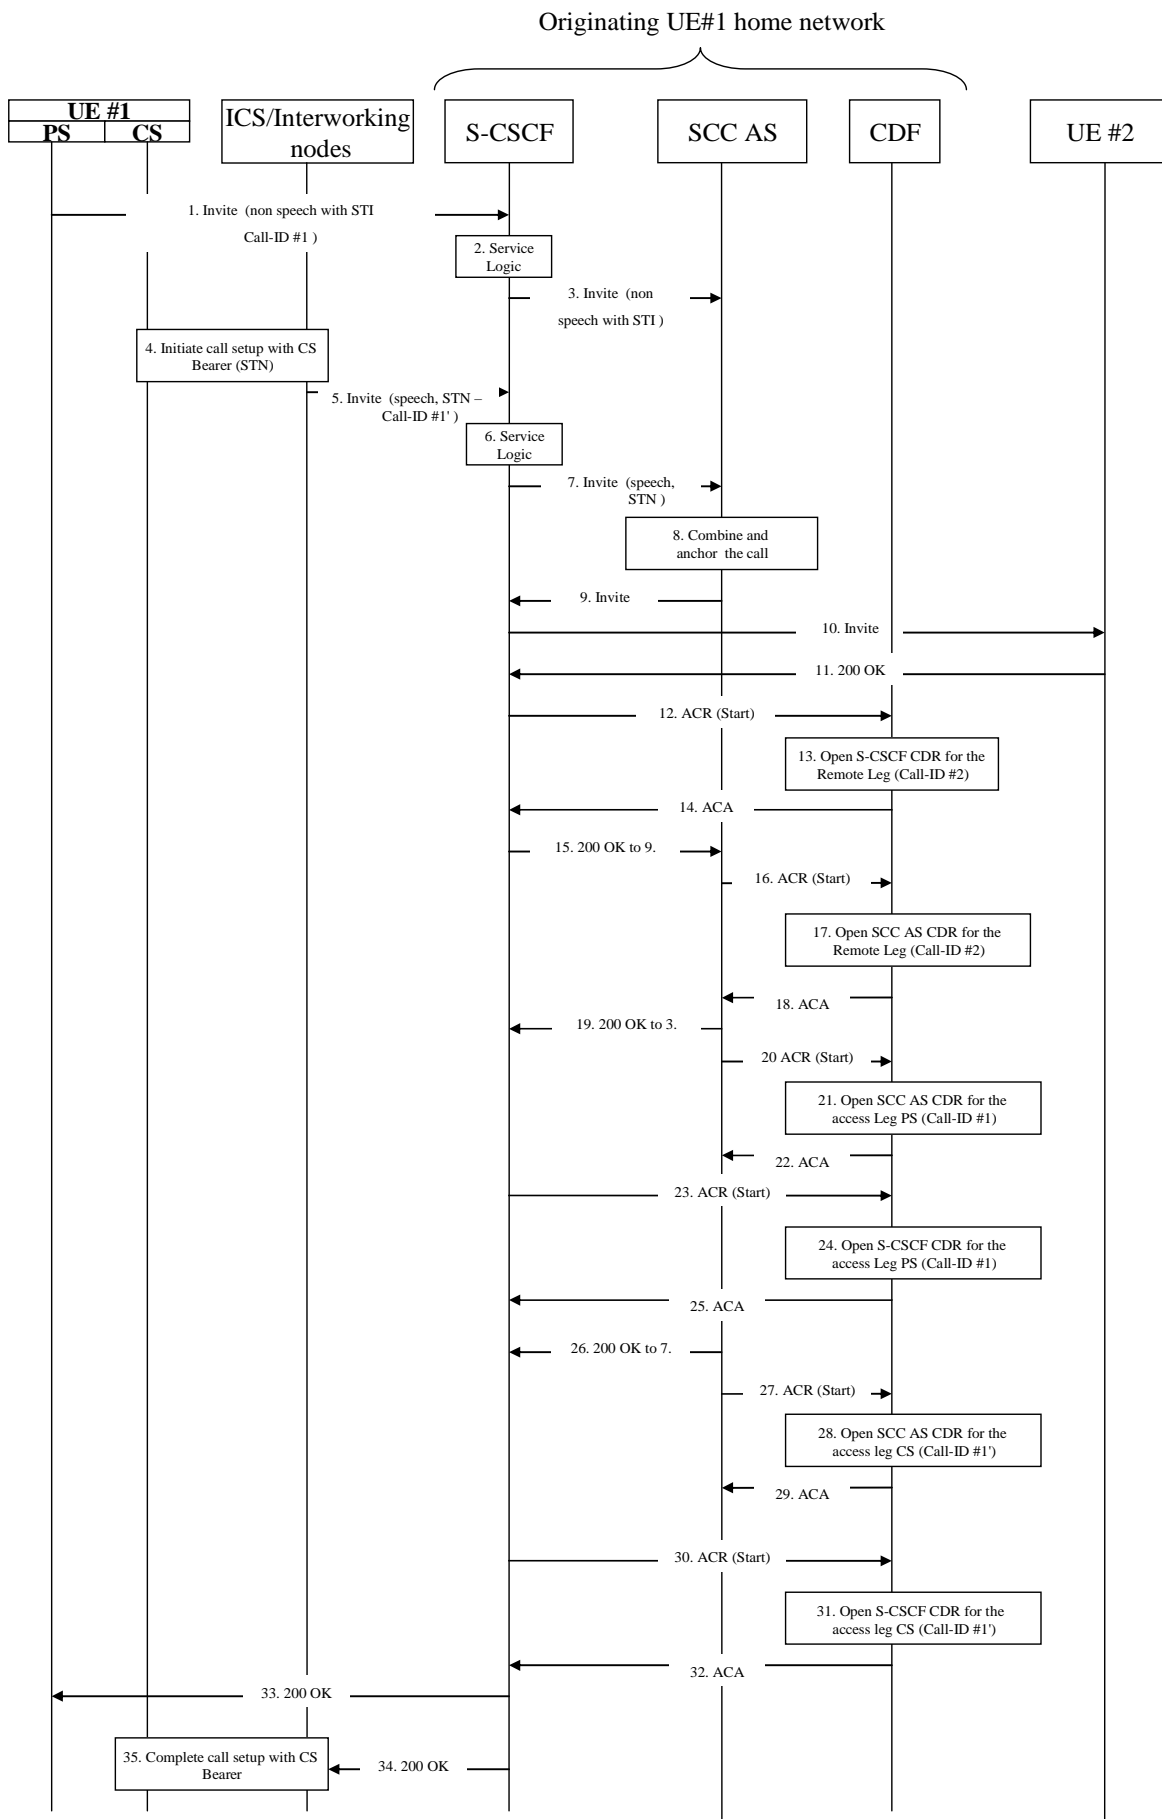 Originating UE#1 home network
UE #1
PS
CS
ICS/Interworking
nodes
S-CSCF
SCC AS
CDF
UE #2
1. Invite (non speech with STI
Call-ID #1 )
2. Service
Logic
3. Invite (non
speech with STI )
4. Initiate call setup with CS
Bearer (STN)
5. Invite (speech, STN –
Call-ID #1' )
6. Service
Logic
7. Invite (speech,
STN )
8. Combine and
anchor the call
9. Invite
10. Invite
11. 200 OK
12. ACR (Start)
13. Open S-CSCF CDR for the
Remote Leg (Call-ID #2)
14. ACA
15. 200 OK to 9.
16. ACR (Start)
17. Open SCC AS CDR for the
Remote Leg (Call-ID #2)
18. ACA
19. 200 OK to 3.
20 ACR (Start)
21. Open SCC AS CDR for the
access Leg PS (Call-ID #1)
22. ACA
23. ACR (Start)
24. Open S-CSCF CDR for the
access Leg PS (Call-ID #1)
25. ACA
26. 200 OK to 7.
27. ACR (Start)
28. Open SCC AS CDR for the
access leg CS (Call-ID #1')
29. ACA
30. ACR (Start)
31. Open S-CSCF CDR for the
access leg CS (Call-ID #1')
32. ACA
33. 200 OK
35. Complete call setup with CS
Bearer
34. 200 OK